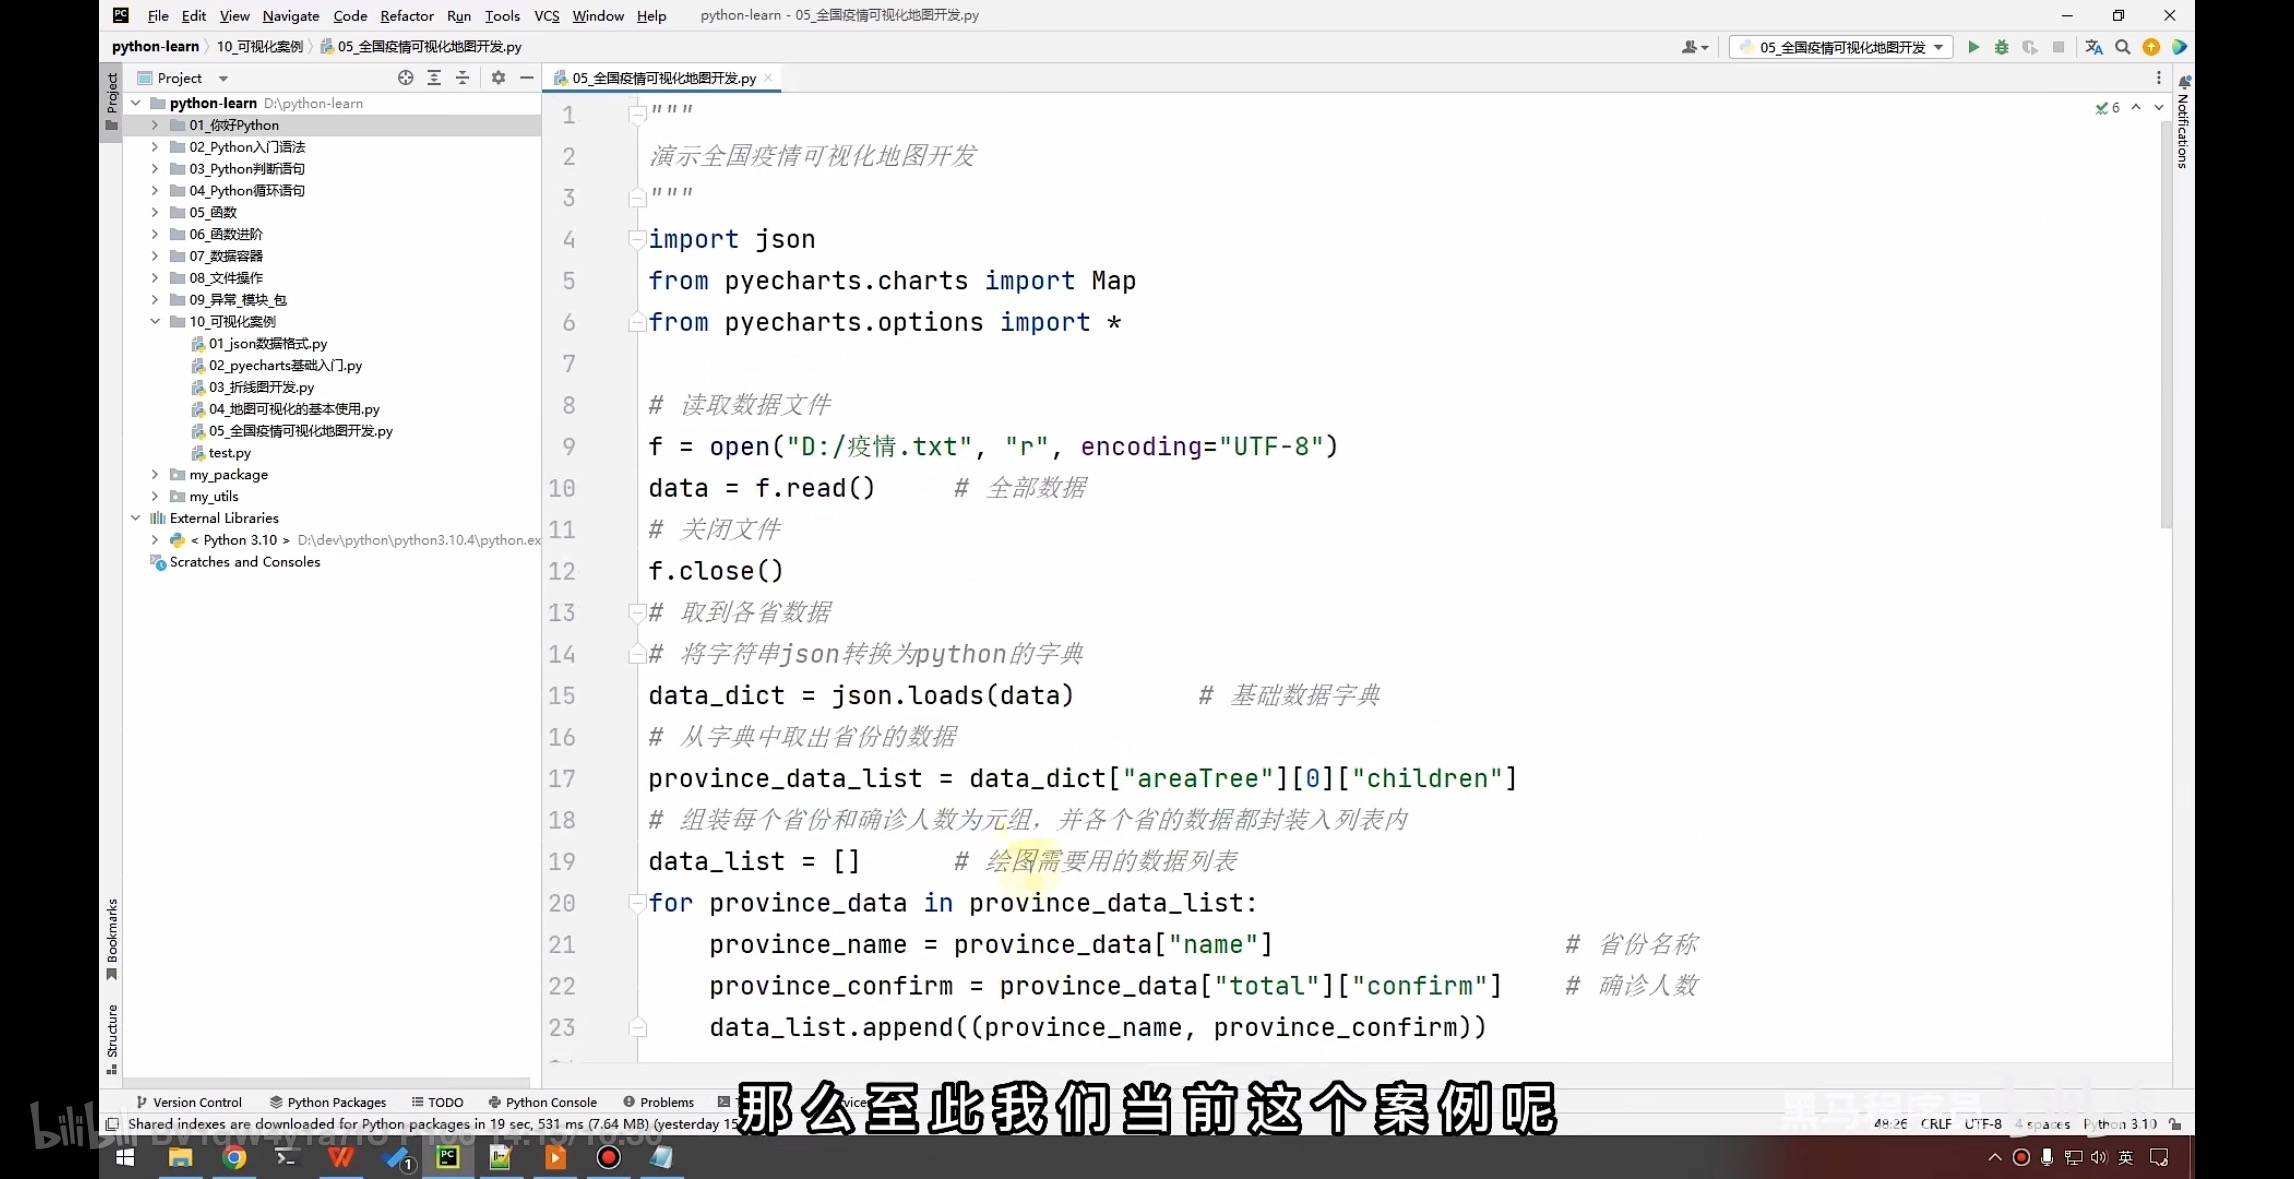 File Edit View Navigate Code Refactor Run Tools VCS Window Help python-learn - 05_全国疫情可视化地图开发.py
python-learn 10_可视化案例 05_全国疫情可视化地图开发.py
05_全国疫情可视化地图开发
Project
Project
05_全国疫情可视化地图开发.py
Notifications
6
python-learn D:\python-learn
01_你好Python
02_Python入门语法
03_Python判断语句
04_Python循环语句
05_函数
06_函数进阶
07_数据容器
08_文件操作
09_异常_模块_包
10_可视化案例
01_json数据格式.py
02_pyecharts基础入门.py
03_折线图开发.py
04_地图可视化的基本使用.py
05_全国疫情可视化地图开发.py
test.py
my_package
my_utils
External Libraries
< Python 3.10 > D:\dev\python\python3.10.4\python.ex
Scratches and Consoles
1 """
2 演示全国疫情可视化地图开发
3 """
4 import json
5 from pyecharts.charts import Map
6 from pyecharts.options import *
7
8 # 读取数据文件
9 f = open("D:/疫情.txt", "r", encoding="UTF-8")
10 data = f.read() # 全部数据
11 # 关闭文件
12 f.close()
13 # 取到各省数据
14 # 将字符串json转换为python的字典
15 data_dict = json.loads(data) # 基础数据字典
16 # 从字典中取出省份的数据
17 province_data_list = data_dict["areaTree"][0]["children"]
18 # 组装每个省份和确诊人数为元组，并各个省的数据都封装入列表内
19 data_list = [] # 绘图需要用的数据列表
20 for province_data in province_data_list:
21 province_name = province_data["name"] # 省份名称
22 province_confirm = province_data["total"]["confirm"] # 确诊人数
23 data_list.append((province_name, province_confirm))
Bookmarks
Structure
Version Control Python Packages TODO Python Console Problems
那么至此我们当前这个案例呢
黑马程序员
bilibili
Shared indexes are downloaded for Python packages in 19 sec, 531 ms (7.64 MB) (yesterday 15
48:26 CRLF UTF-8 4 spaces Python 3.10
1
英